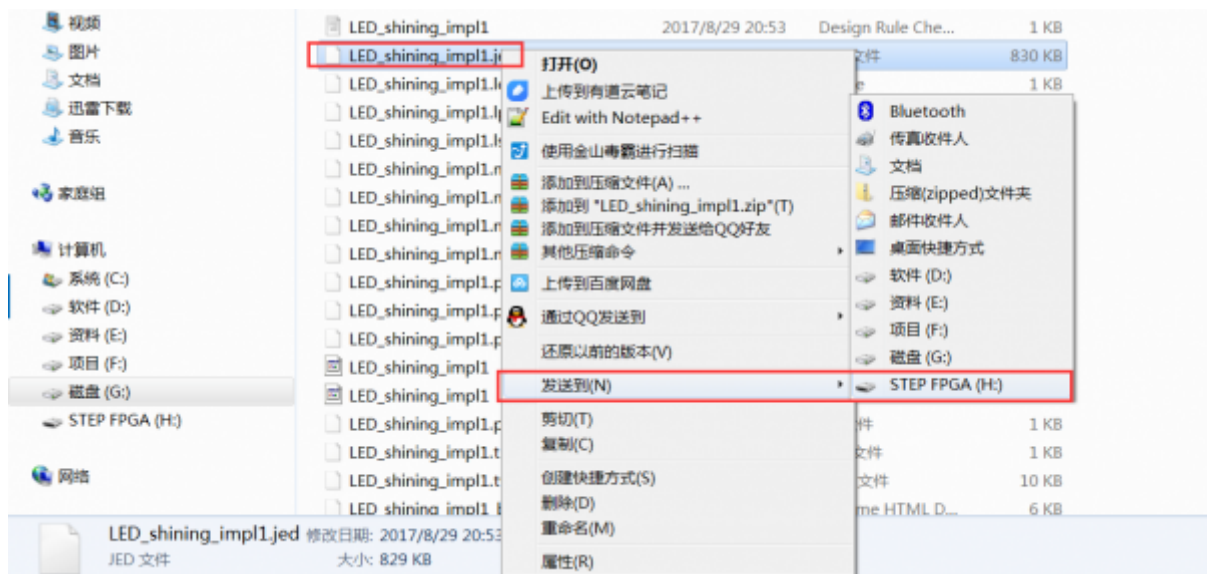 视频
图片
文档
迅雷下载
音乐
家庭组
计算机
系统 (C:)
软件 (D:)
资料 (E:)
项目 (F:)
磁盘 (G:)
STEP FPGA (H:)
网络
LED_shining_impl1 2017/8/29 20:53 Design Rule Che... 1 KB
LED_shining_impl1.je 文件 830 KB
LED_shining_impl1.l 1 KB
LED_shining_impl1.l
LED_shining_impl1.l
LED_shining_impl1.
LED_shining_impl1.
LED_shining_impl1.
LED_shining_impl1.
LED_shining_impl1.p
LED_shining_impl1.p
LED_shining_impl1.p
LED_shining_impl1
LED_shining_impl1
LED_shining_impl1.p 件 1 KB
LED_shining_impl1.t 文件 1 KB
LED_shining_impl1.t 文件 10 KB
LED_shining_impl1 me HTML D... 6 KB
打开(O)
上传到有道云笔记
Edit with Notepad++
使用金山毒霸进行扫描
添加到压缩文件(A) ...
添加到 "LED_shining_impl1.zip"(T)
添加到压缩文件并发送给QQ好友
其他压缩命令
上传到百度网盘
通过QQ发送到
还原以前的版本(V)
发送到(N)
剪切(T)
复制(C)
创建快捷方式(S)
删除(D)
重命名(M)
属性(R)
Bluetooth
传真收件人
文档
压缩(zipped)文件夹
邮件收件人
桌面快捷方式
软件 (D:)
资料 (E:)
项目 (F:)
磁盘 (G:)
STEP FPGA (H:)
LED_shining_impl1.jed 修改日期: 2017/8/29 20:53
JED 文件 大小: 829 KB